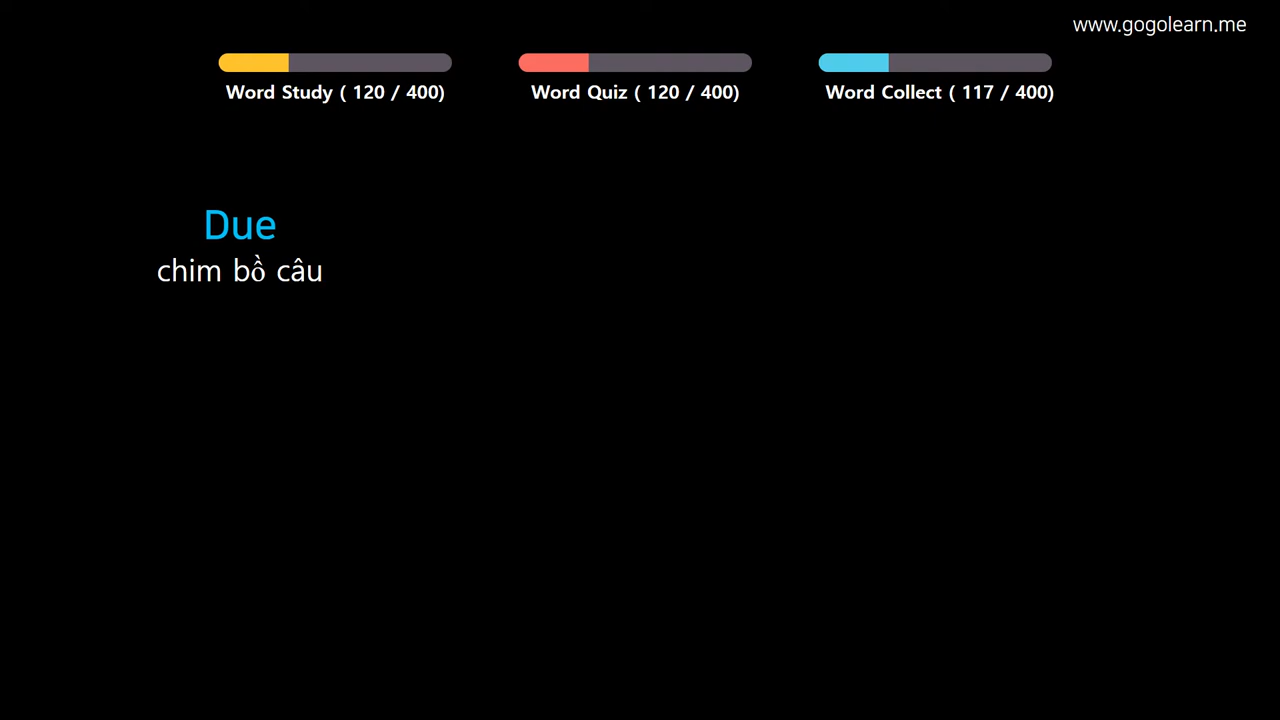 www.gogolearn.me
Word Study ( 120 / 400)
Word Quiz ( 120 / 400)
Word Collect ( 117 / 400)
Due
chim bồ câu